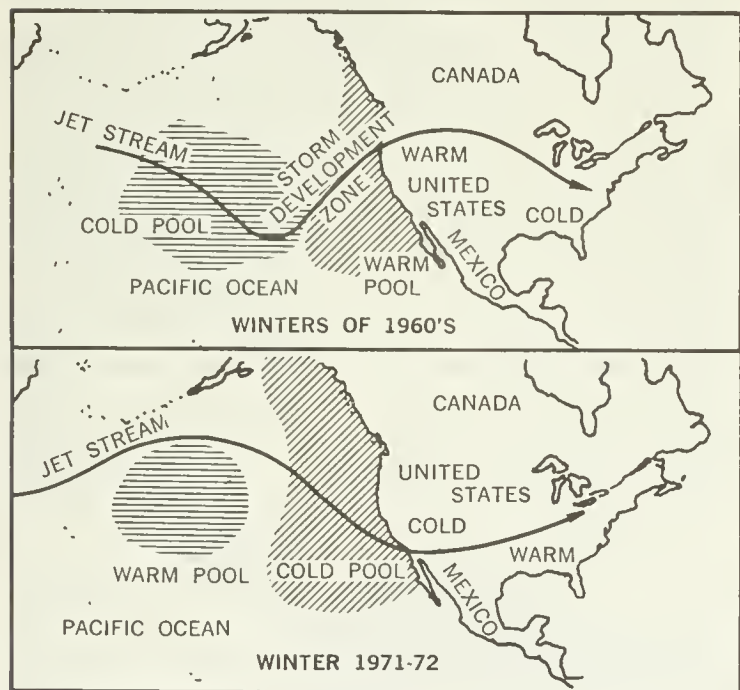 CANADA
JET STREAM
STORM
DEVELOPMENT
ZONE
WARM
UNITED
STATES
COLD
COLD POOL
MEXICO
WARM
POOL
PACIFIC OCEAN
WINTERS OF 1960'S
CANADA
JET STREAM
UNITED
STATES
COLD
WARM
WARM POOL
COLD POOL
MEXICO
PACIFIC OCEAN
WINTER 1971-72